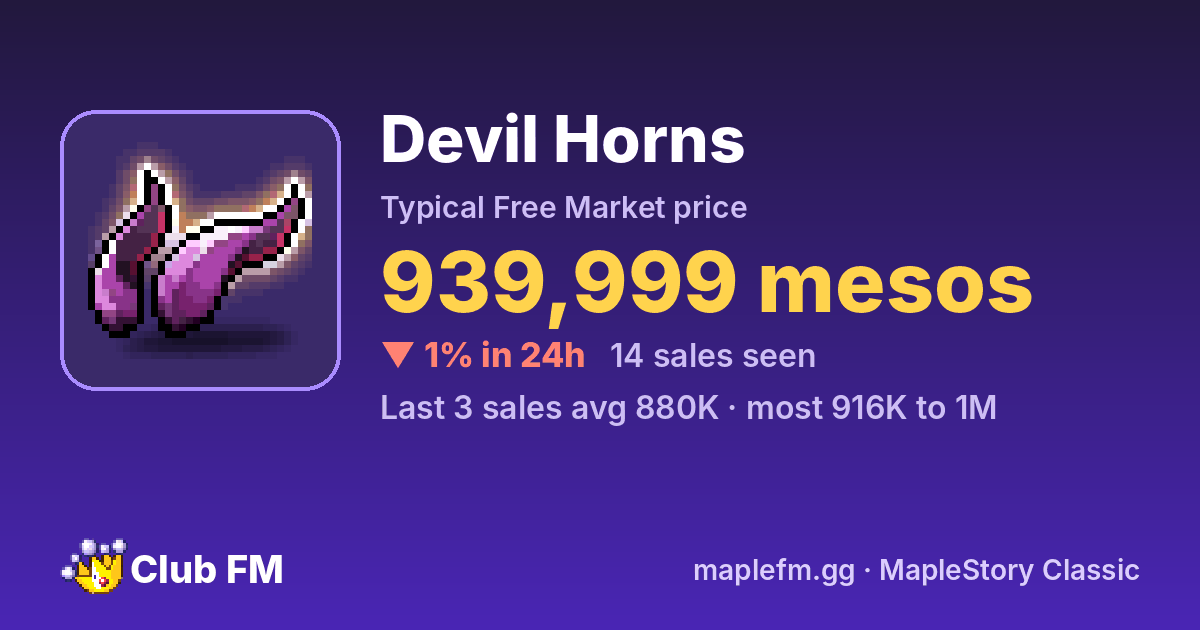 Devil Horns
Typical Free Market price
939,999 mesos
▼ 1% in 24h 14 sales seen
Last 3 sales avg 880K · most 916K to 1M
Club FM
maplefm.gg · MapleStory Classic